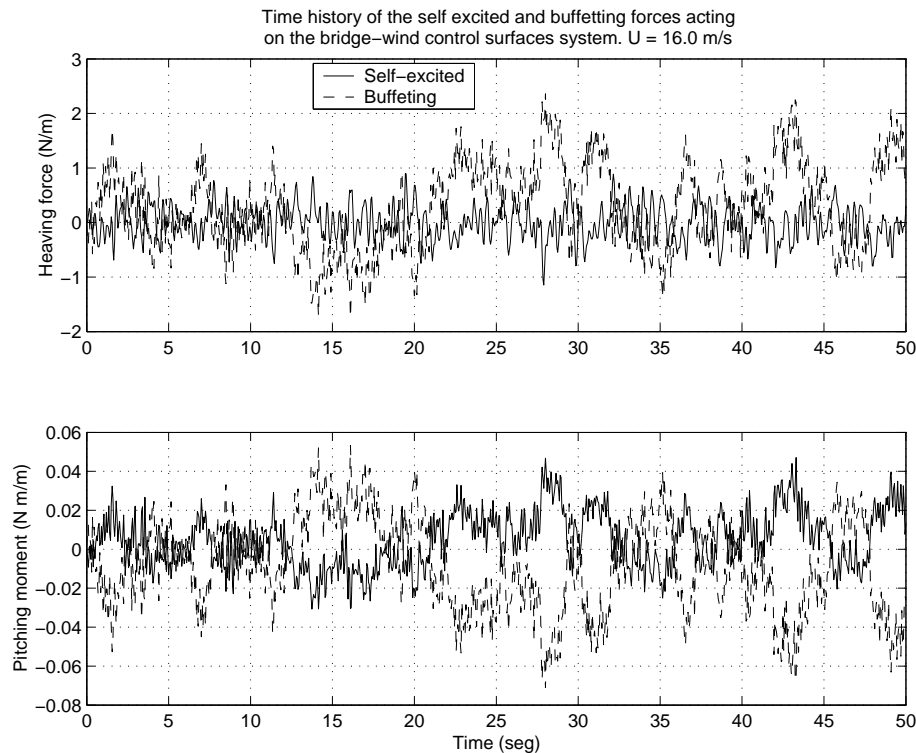 Time history of the self excited and buffetting forces acting
on the bridge−wind control surfaces system. U = 16.0 m/s
3
2
1
0
−1
−2
Heaving force (N/m)
Self−excited
Buffeting
0 5 10 15 20 25 30 35 40 45 50
0.06
0.04
0.02
0
−0.02
−0.04
−0.06
−0.08
Pitching moment (N m/m)
0 5 10 15 20 25 30 35 40 45 50
Time (seg)